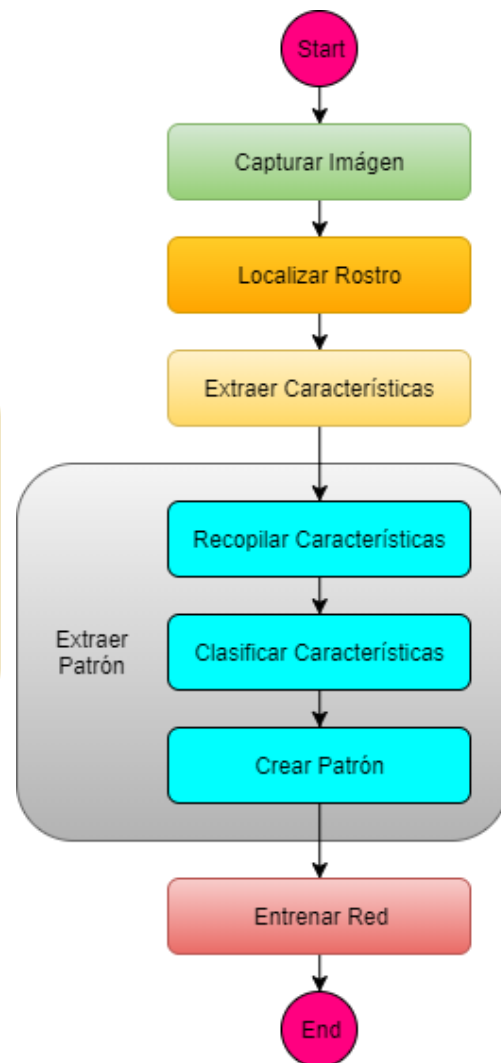 Start
Capturar Imágen
Localizar Rostro
Extraer Características
Recopilar Características
Extraer
Patrón
Clasificar Características
Crear Patrón
Entrenar Red
End